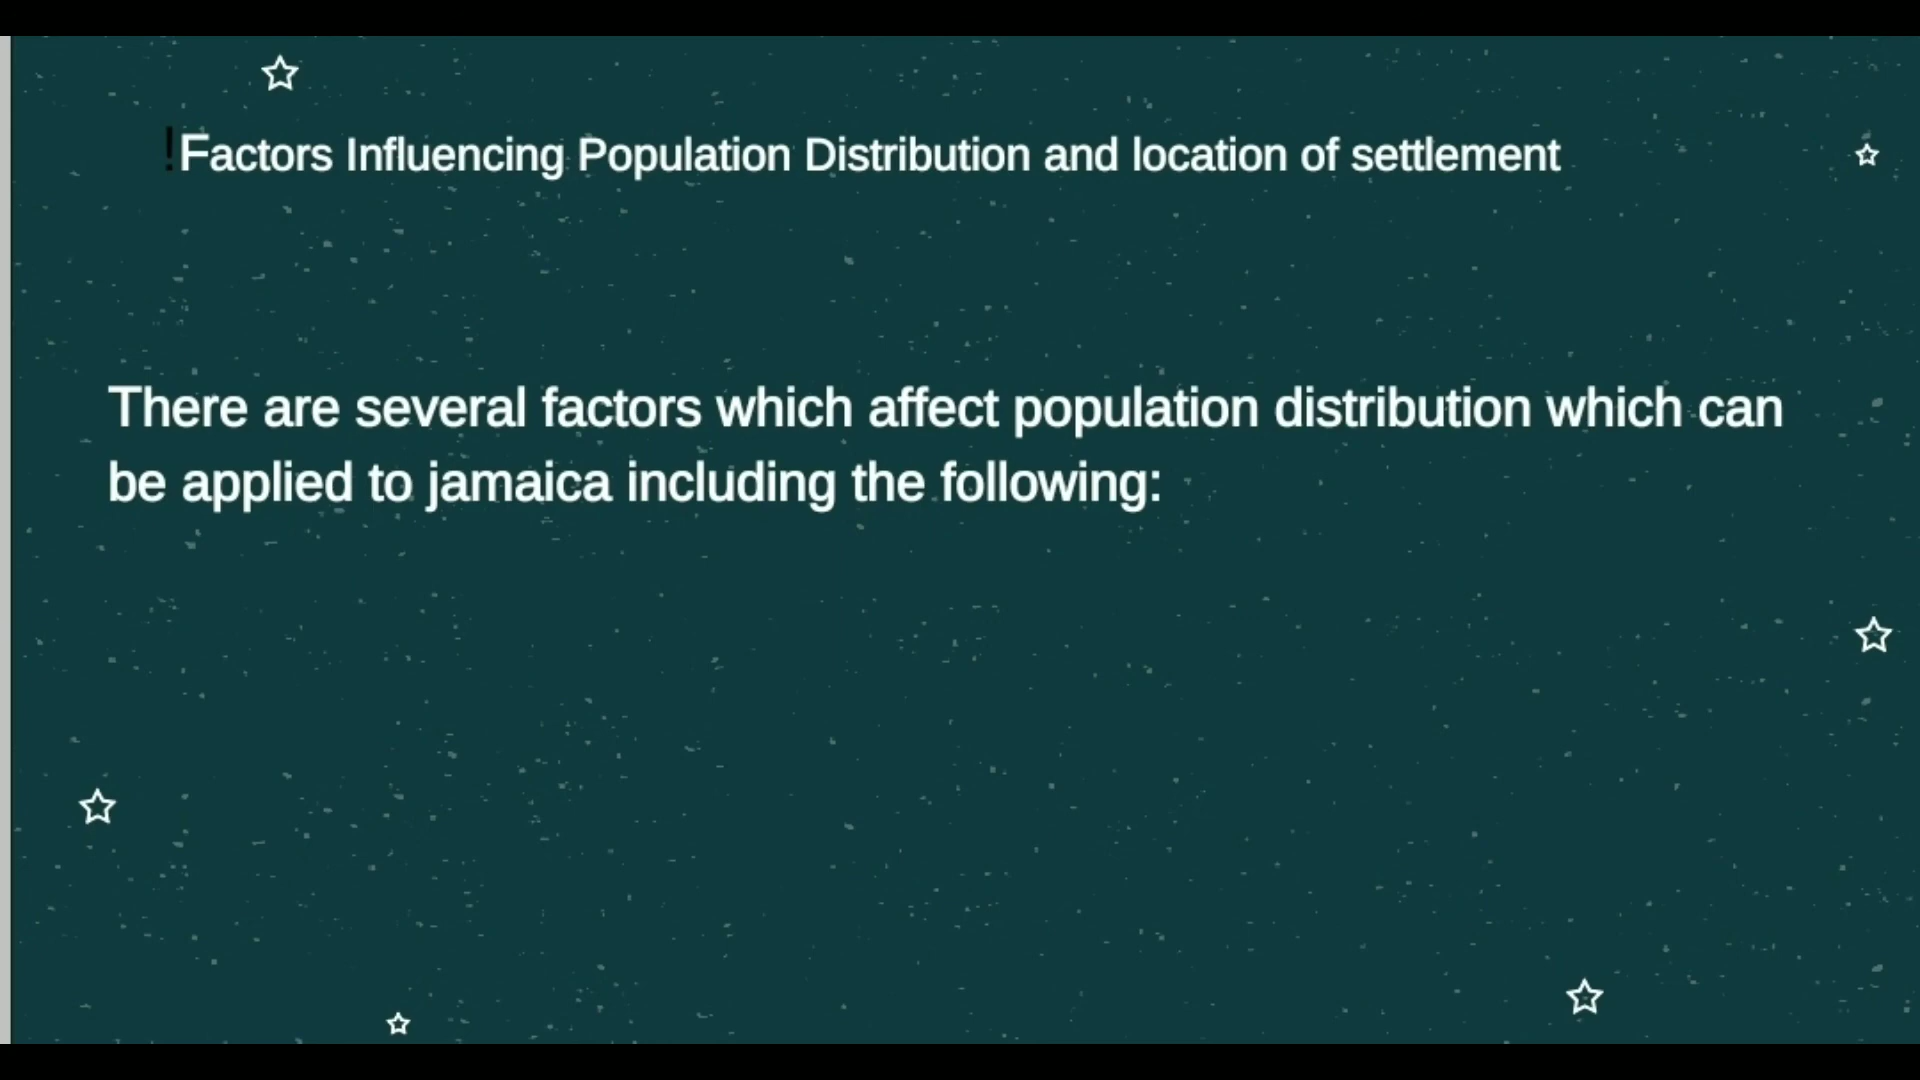 !Factors Influencing Population Distribution and location of settlement
There are several factors which affect population distribution which can
be applied to jamaica including the following: